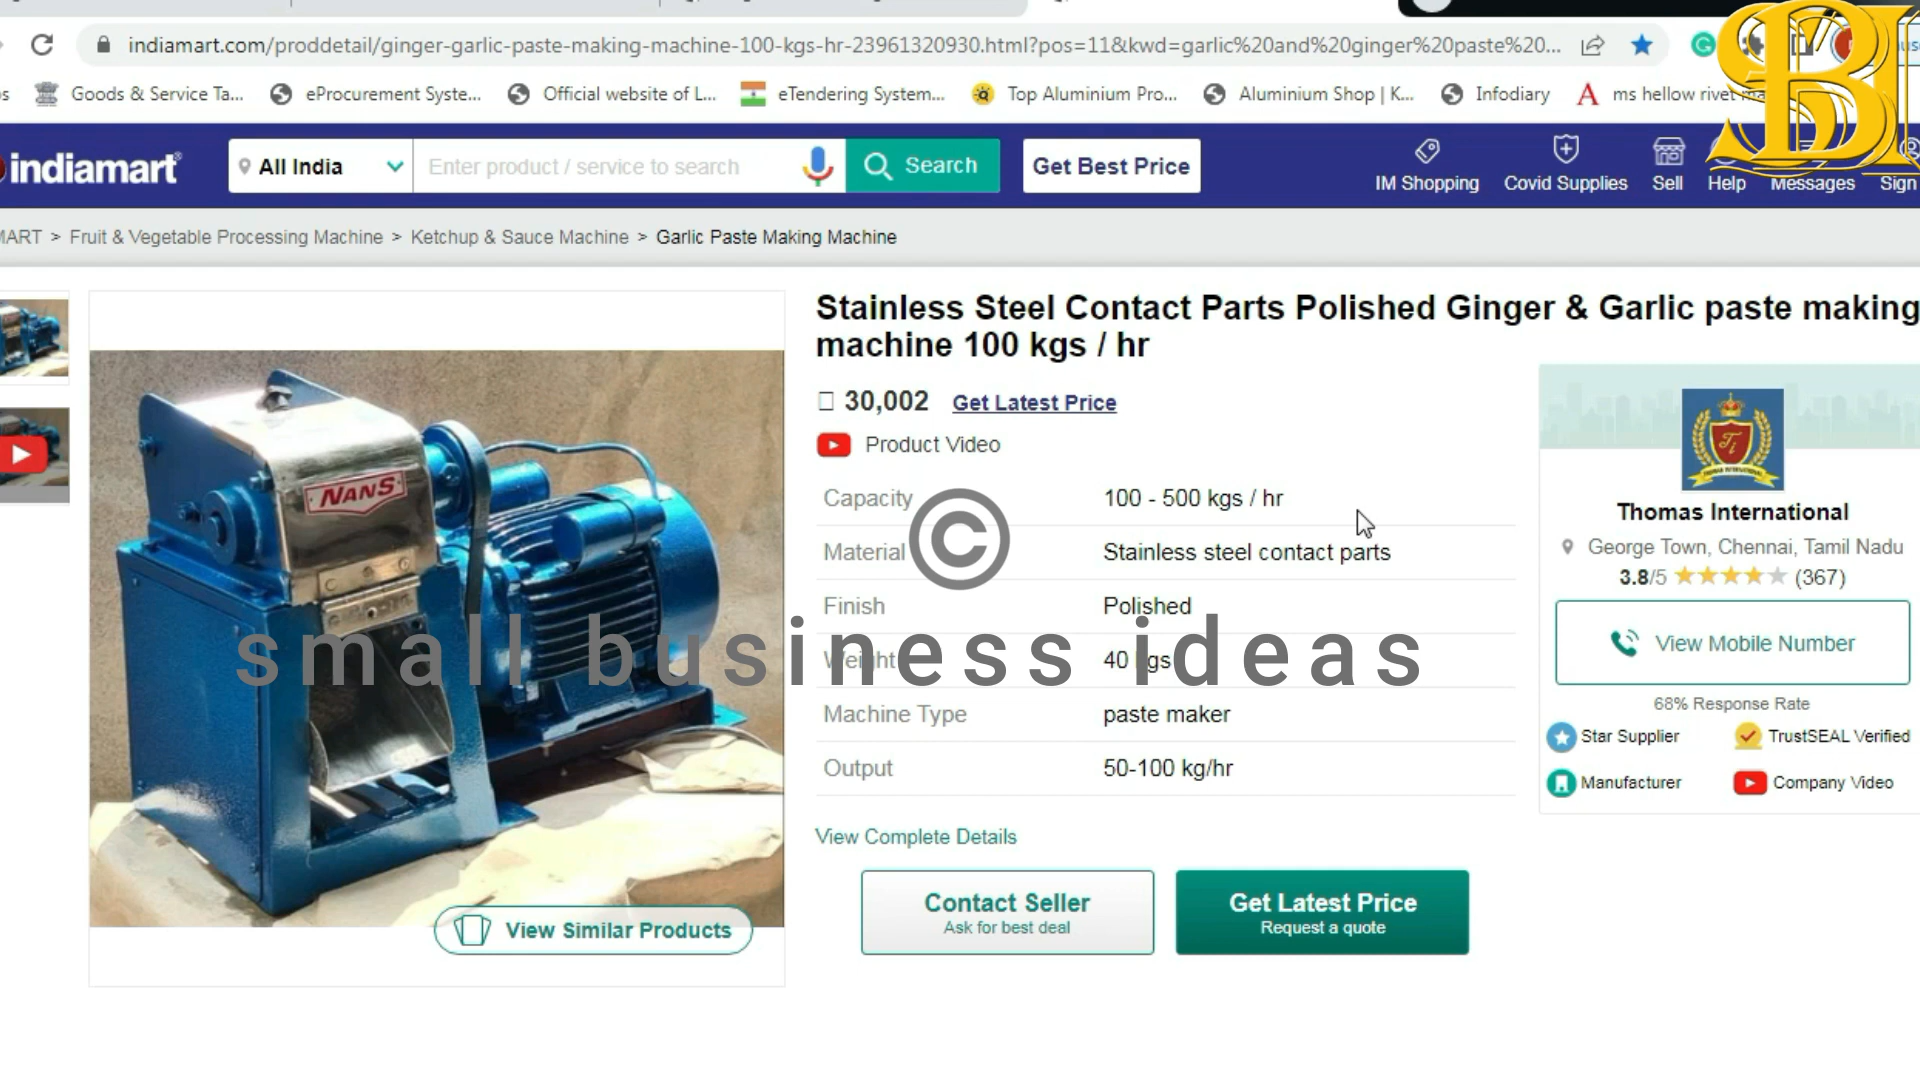 indiamart.com/proddetail/ginger-garlic-paste-making-machine-100-kgs-hr-23961320930.html?pos=11&kwd=garlic%20and%20ginger%20paste%20...
Goods & Service Ta...
eProcurement Syste...
Official website of L...
eTendering System...
Top Aluminium Pro...
Aluminium Shop | K...
Infodiary
ms hellow rivet
SBI
indiamart
All India
Enter product / service to search
Search
Get Best Price
IM Shopping
Covid Supplies
Sell
Help
Messages
Sign
MART > Fruit & Vegetable Processing Machine > Ketchup & Sauce Machine > Garlic Paste Making Machine
Stainless Steel Contact Parts Polished Ginger & Garlic paste making
machine 100 kgs / hr
30,002 Get Latest Price
Product Video
Capacity 100 - 500 kgs / hr
Material Stainless steel contact parts
Finish Polished
Weight 40 kgs
Machine Type paste maker
Output 50-100 kg/hr
View Complete Details
Contact Seller
Ask for best deal
Get Latest Price
Request a quote
NANS
View Similar Products
©
small business ideas
Thomas International
George Town, Chennai, Tamil Nadu
3.8/5 (367)
View Mobile Number
68% Response Rate
Star Supplier
TrustSEAL Verified
Manufacturer
Company Video